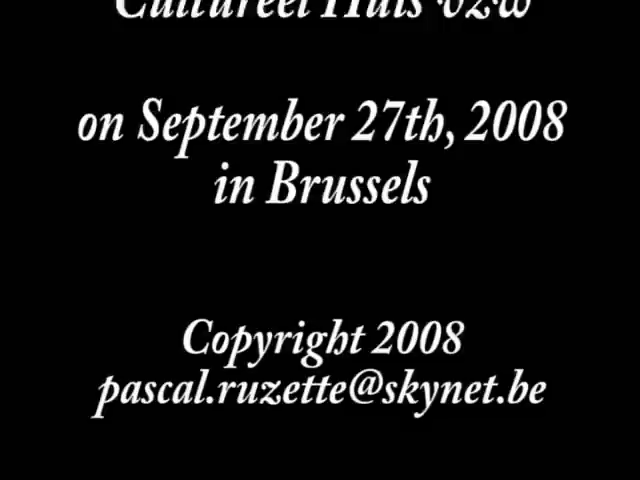 Cultureel Huis vzw
on September 27th, 2008
in Brussels
Copyright 2008
pascal.ruzette@skynet.be